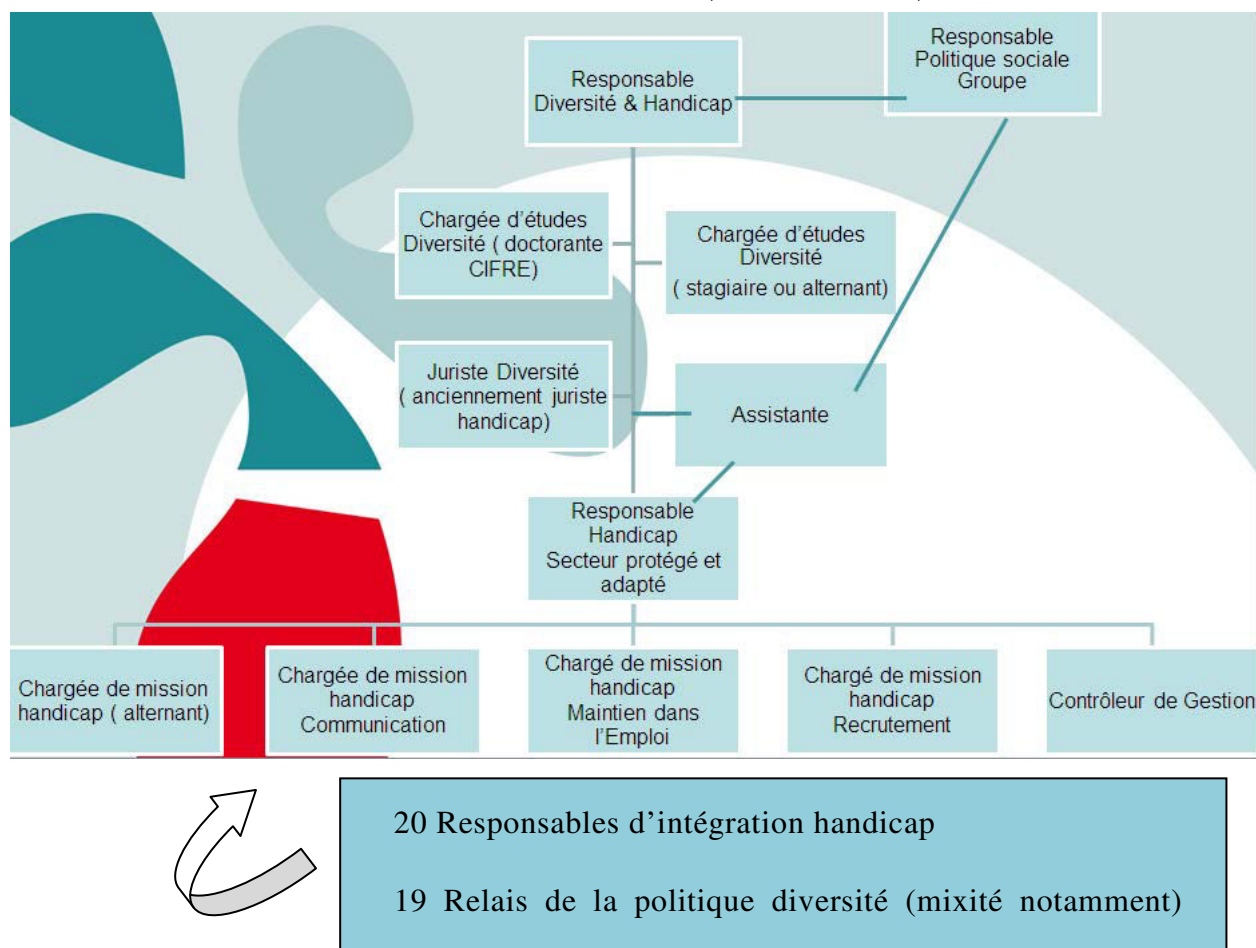 Responsable
Politique sociale
Groupe
Responsable
Diversité & Handicap
Chargée d'études
Diversité ( doctorante
CIFRE)
Chargée d'études
Diversité
( stagiaire ou alternant)
Juriste Diversité
( anciennement juriste
handicap)
Assistante
Responsable
Handicap
Secteur protégé et
adapté
Chargée de mission
handicap ( alternant)
Chargée de mission
handicap
Communication
Chargé de mission
handicap
Maintien dans
l'Emploi
Chargé de mission
handicap
Recrutement
Contrôleur de Gestion
20 Responsables d'intégration handicap
19 Relais de la politique diversité (mixité notamment)